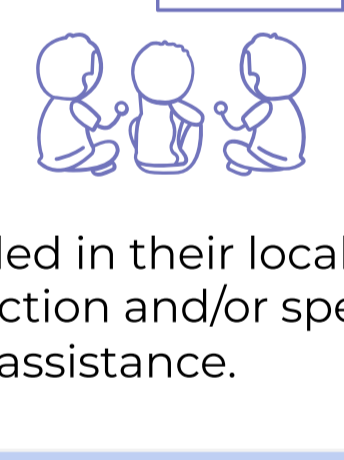 led in their local
ction and/or spe
assistance.